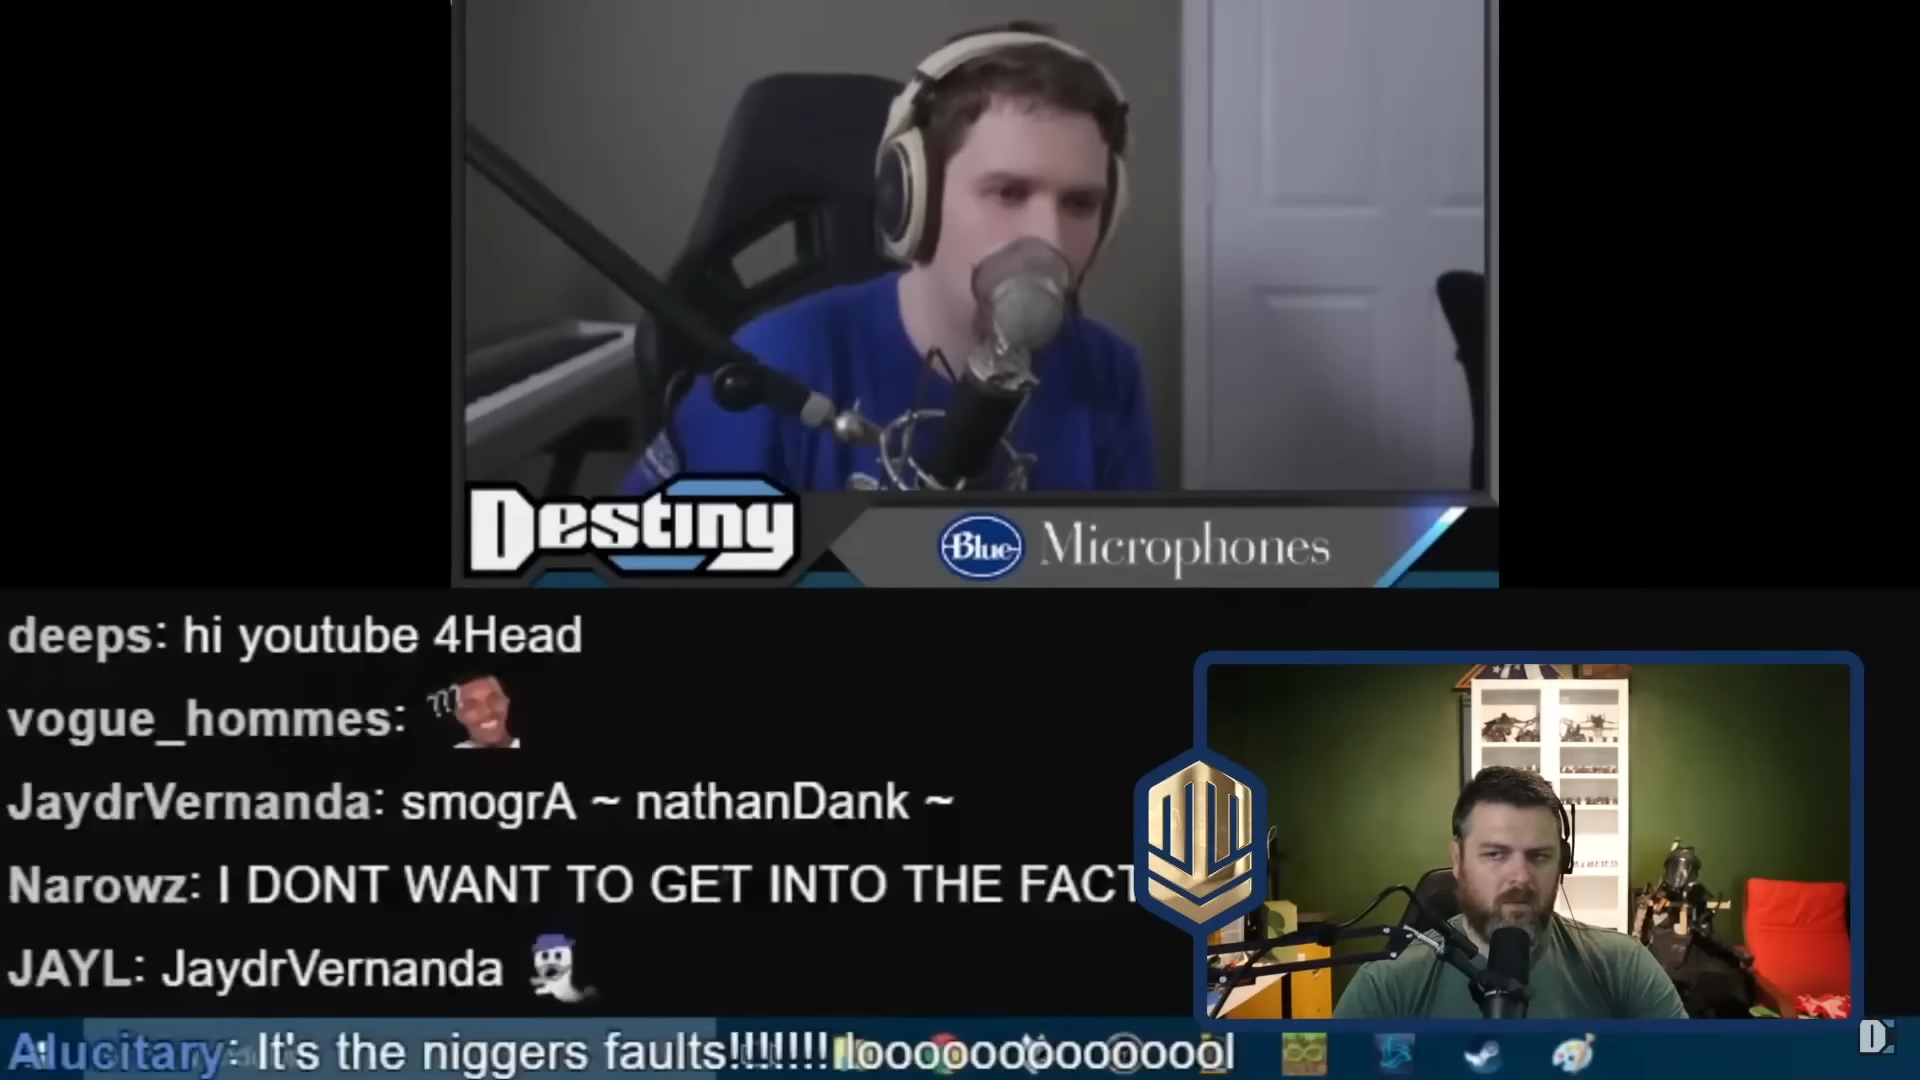 Destiny
Blue Microphones
deeps: hi youtube 4Head
vogue_hommes:
JaydrVernanda: smogrA ~ nathanDank ~
Narowz: I DONT WANT TO GET INTO THE FACT
JAYL: JaydrVernanda
Alucitary: It's the niggers faults!!!!!!!! looooooooooooool
D